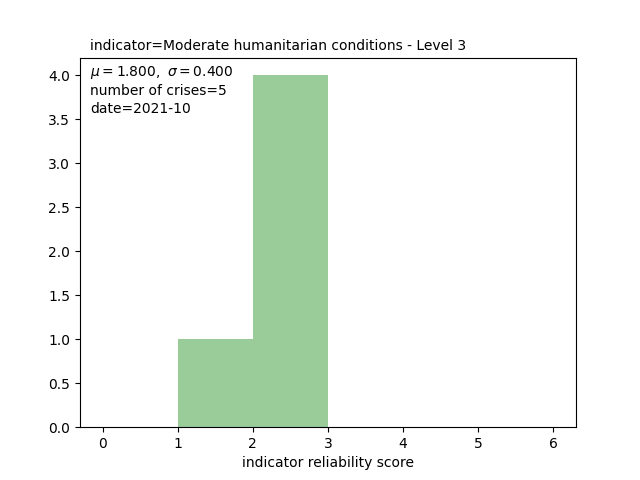 indicator=Moderate humanitarian conditions - Level 3
μ = 1.800, σ = 0.400
number of crises=5
date=2021-10
4.0
3.5
3.0
2.5
2.0
1.5
1.0
0.5
0.0
0 1 2 3 4 5 6
indicator reliability score